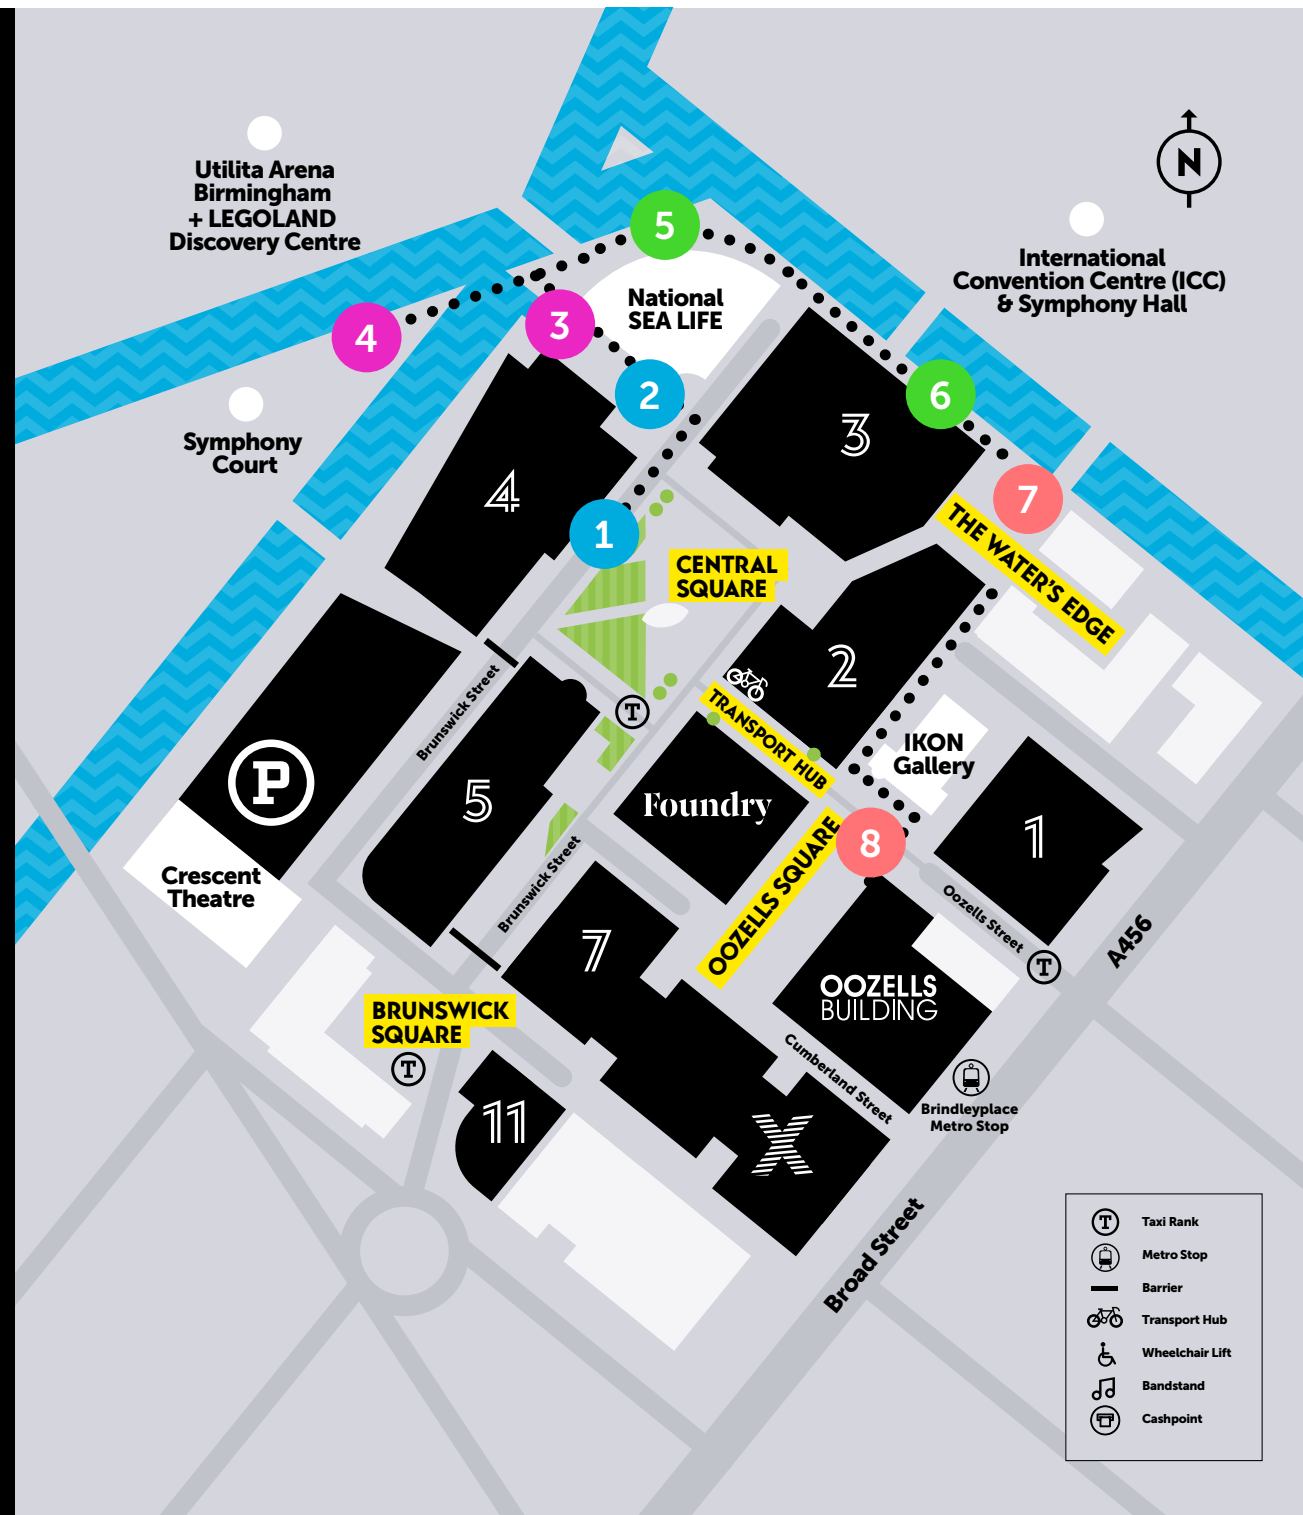 N
Utilita Arena
Birmingham
+ LEGOLAND
Discovery Centre
International
Convention Centre (ICC)
& Symphony Hall
5
National
SEA LIFE
3
4
2
6
Symphony
Court
3
4
7
1
THE WATER'S EDGE
CENTRAL
SQUARE
2
Brunswick Street
T
TRANSPORT HUB
IKON
Gallery
P
5
Foundry
1
8
OOZELLS SQUARE
Crescent
Theatre
Brunswick Street
Oozells Street
A456
7
T
OOZELLS
BUILDING
BRUNSWICK
SQUARE
T
Cumberland Street
Brindleyplace
Metro Stop
11
X
Broad Street
T
Taxi Rank
Metro Stop
Barrier
Transport Hub
Wheelchair Lift
Bandstand
Cashpoint